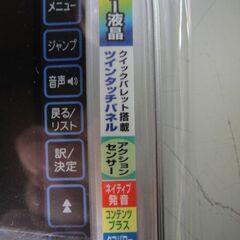 メニュー
ジャンプ
音声
戻る/
リスト
訳/
決定
ー液晶
クイックパレット搭載
ツインタッチパネル
アクション
センサー
ネイティブ
発音
コンテンツ
プラス